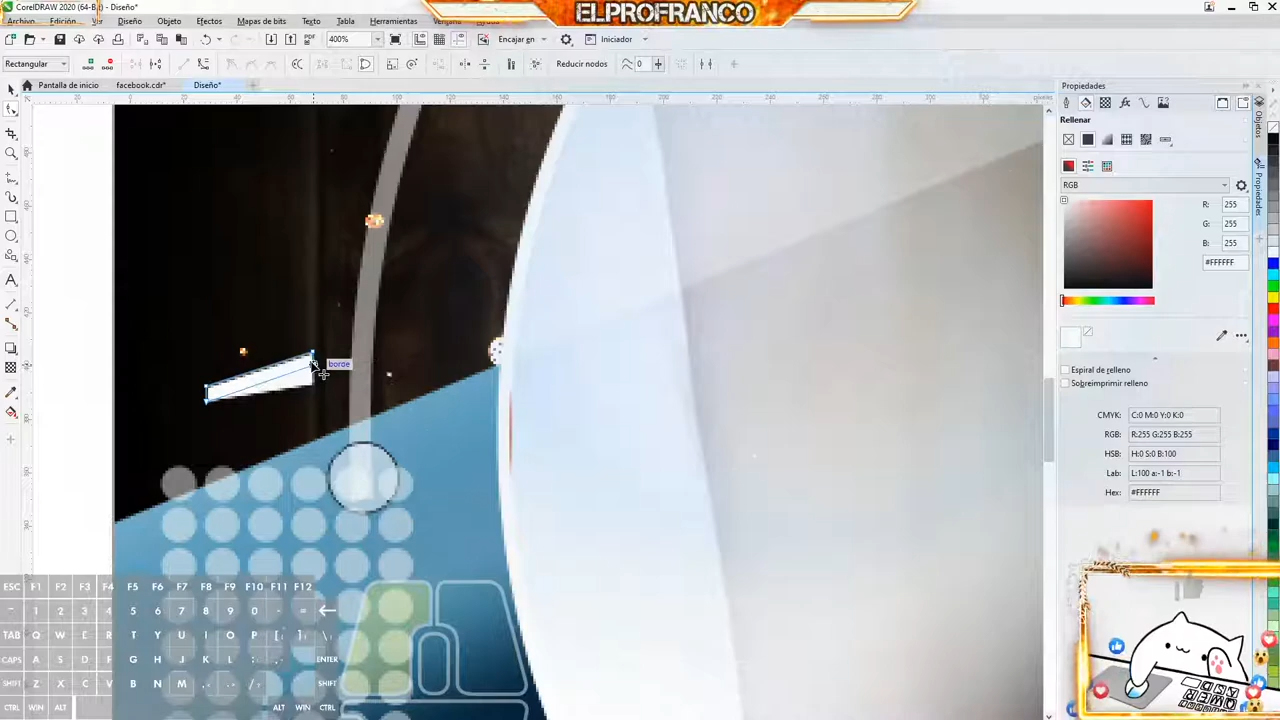 CorelDRAW 2020 (64-Bit) - Diseño*
ELPROFRANCO
Archivo Edición Diseño Objeto Efectos Mapas de bits Texto Tabla Herramientas Ventana
PDF 400% Encajar en Iniciador
Rectangular Reducir nodos 0
Pantalla de inicio facebook.cdr* Diseño*
Propiedades
Rellenar
Objetos
Propiedades
RGB
R: 255
G:
B: 255
#FFFFFF
borde
Espiral de relleno
Sobreimprimir relleno
CMYK: C:0 M:0 Y:0 K:0
RGB: R:255 G:255 B:255
HSB: H:0 S:0 B:100
Lab: L:100 a:-1 b:-1
Hex: #FFFFFF
ESC F1 F2 F3 F4 F5 F6 F7 F8 F9 F10 F11 F12
~ 1 2 3 4 5 6 7 8 9 0 - = ←
TAB Q W E R T Y U I O P [ ] \
CAPS A S D F G H J K L ; ENTER
SHIFT Z X C V B N M , . / SHIFT
CTRL WIN ALT ALT WIN CTRL